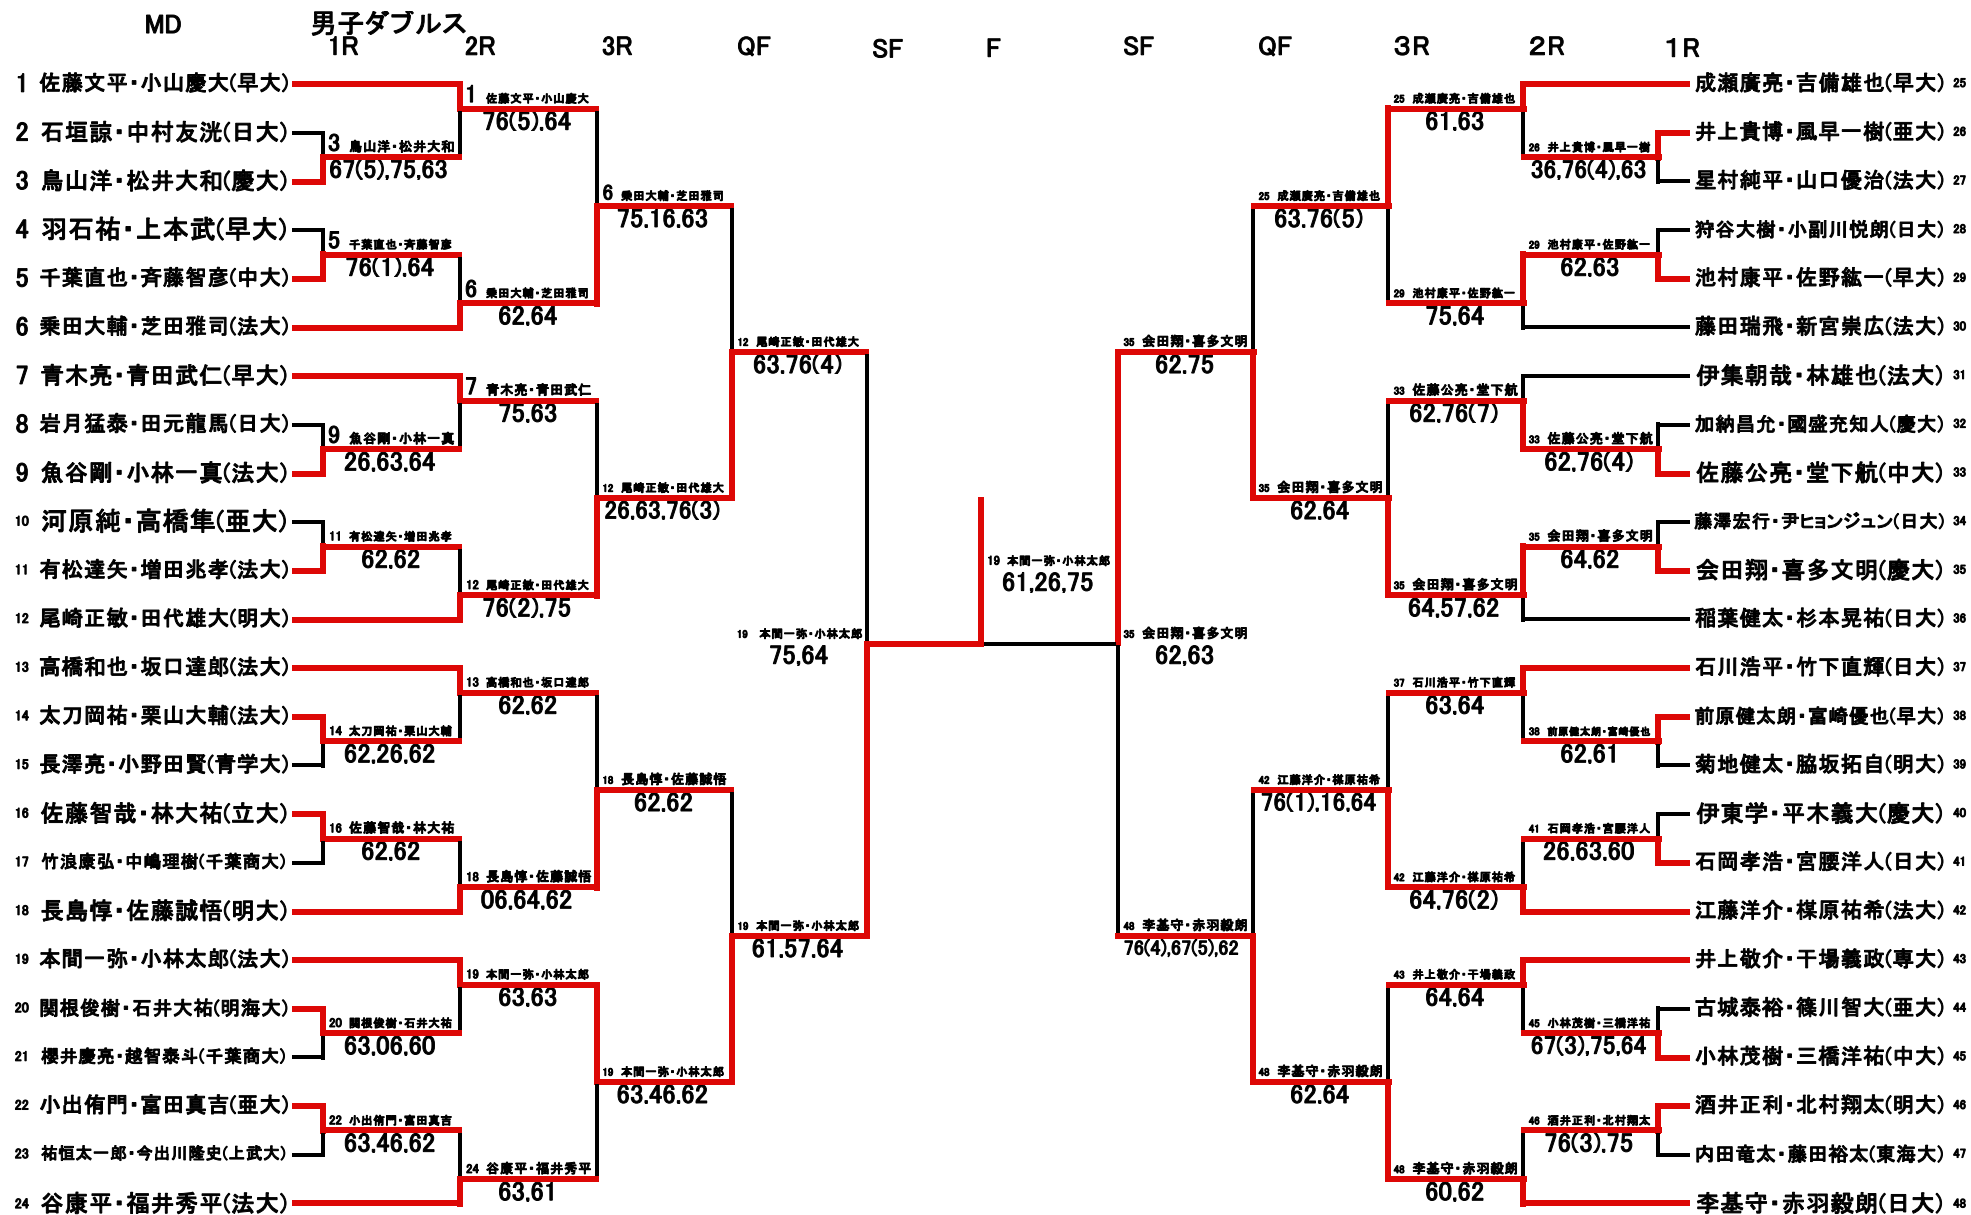 MD 男子ダブルス
1R 2R 3R QF SF F SF QF 3R 2R 1R
1 佐藤文平・小山慶大(早大)
2 石垣諒・中村友洸(日大)
3 鳥山洋・松井大和(慶大)
4 羽石祐・上本武(早大)
5 千葉直也・斉藤智彦(中大)
6 乗田大輔・芝田雅司(法大)
7 青木亮・青田武仁(早大)
8 岩月猛泰・田元龍馬(日大)
9 魚谷剛・小林一真(法大)
10 河原純・高橋隼(亜大)
11 有松達矢・増田兆孝(法大)
12 尾崎正敏・田代雄大(明大)
13 高橋和也・坂口達郎(法大)
14 太刀岡祐・栗山大輔(法大)
15 長澤亮・小野田賢(青学大)
16 佐藤智哉・林大祐(立大)
17 竹浪康弘・中嶋理樹(千葉商大)
18 長島惇・佐藤誠悟(明大)
19 本間一弥・小林太郎(法大)
20 関根俊樹・石井大祐(明海大)
21 櫻井慶亮・越智泰斗(千葉商大)
22 小出侑門・富田真吉(亜大)
23 祐恒太一郎・今出川隆史(上武大)
24 谷康平・福井秀平(法大)
3 鳥山洋・松井大和
67(5),75,63
5 千葉直也・斉藤智彦
76(1),64
9 魚谷剛・小林一真
26,63,64
11 有松達矢・増田兆孝
62,62
14 太刀岡祐・栗山大輔
62,26,62
16 佐藤智哉・林大祐
62,62
20 関根俊樹・石井大祐
63,06,60
22 小出侑門・富田真吉
63,46,62
1 佐藤文平・小山慶大
76(5),64
6 乗田大輔・芝田雅司
62,64
7 青木亮・青田武仁
75,63
12 尾崎正敏・田代雄大
76(2),75
13 高橋和也・坂口達郎
62,62
18 長島惇・佐藤誠悟
06,64,62
19 本間一弥・小林太郎
63,63
24 谷康平・福井秀平
63,61
6 乗田大輔・芝田雅司
75,16,63
12 尾崎正敏・田代雄大
26,63,76(3)
18 長島惇・佐藤誠悟
62,62
19 本間一弥・小林太郎
63,46,62
12 尾崎正敏・田代雄大
63,76(4)
19 本間一弥・小林太郎
61,57,64
19 本間一弥・小林太郎
75,64
19 本間一弥・小林太郎
61,26,75
35 会田翔・喜多文明
62,63
35 会田翔・喜多文明
62,75
48 李基守・赤羽毅朗
76(4),67(5),62
25 成瀬廣亮・吉備雄也
63,76(5)
35 会田翔・喜多文明
62,64
42 江藤洋介・楳原祐希
76(1),16,64
48 李基守・赤羽毅朗
62,64
25 成瀬廣亮・吉備雄也
61,63
29 池村康平・佐野紘一
75,64
33 佐藤公亮・堂下航
62,76(7)
35 会田翔・喜多文明
64,57,62
37 石川浩平・竹下直輝
63,64
42 江藤洋介・楳原祐希
64,76(2)
43 井上敬介・干場義政
64,64
48 李基守・赤羽毅朗
60,62
26 井上貴博・風早一樹
36,76(4),63
29 池村康平・佐野紘一
62,63
33 佐藤公亮・堂下航
62,76(4)
35 会田翔・喜多文明
64,62
38 前原健太朗・富崎優也
62,61
41 石岡孝浩・宮腰洋人
26,63,60
45 小林茂樹・三橋洋祐
67(3),75,64
46 酒井正利・北村翔太
76(3),75
成瀬廣亮・吉備雄也(早大) 25
井上貴博・風早一樹(亜大) 26
星村純平・山口優治(法大) 27
狩谷大樹・小副川悦朗(日大) 28
池村康平・佐野紘一(早大) 29
藤田瑞飛・新宮崇広(法大) 30
伊集朝哉・林雄也(法大) 31
加納昌允・國盛充知人(慶大) 32
佐藤公亮・堂下航(中大) 33
藤澤宏行・尹ヒョンジュン(日大) 34
会田翔・喜多文明(慶大) 35
稲葉健太・杉本晃祐(日大) 36
石川浩平・竹下直輝(日大) 37
前原健太朗・富崎優也(早大) 38
菊地健太・脇坂拓自(明大) 39
伊東学・平木義大(慶大) 40
石岡孝浩・宮腰洋人(日大) 41
江藤洋介・楳原祐希(法大) 42
井上敬介・干場義政(専大) 43
古城泰裕・篠川智大(亜大) 44
小林茂樹・三橋洋祐(中大) 45
酒井正利・北村翔太(明大) 46
内田竜太・藤田裕太(東海大) 47
李基守・赤羽毅朗(日大) 48